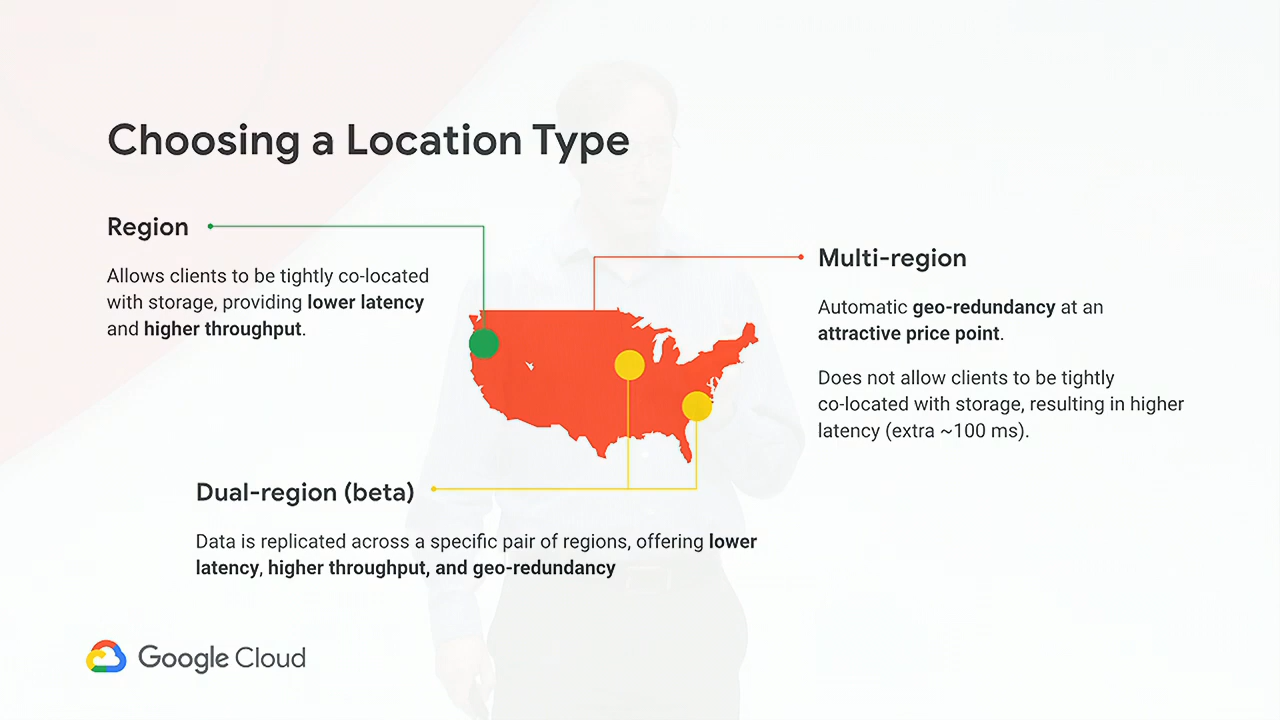 Choosing a Location Type
Region
Allows clients to be tightly co-located
with storage, providing lower latency
and higher throughput.
Multi-region
Automatic geo-redundancy at an
attractive price point.
Does not allow clients to be tightly
co-located with storage, resulting in higher
latency (extra ~100 ms).
Dual-region (beta)
Data is replicated across a specific pair of regions, offering lower
latency, higher throughput, and geo-redundancy
Google Cloud